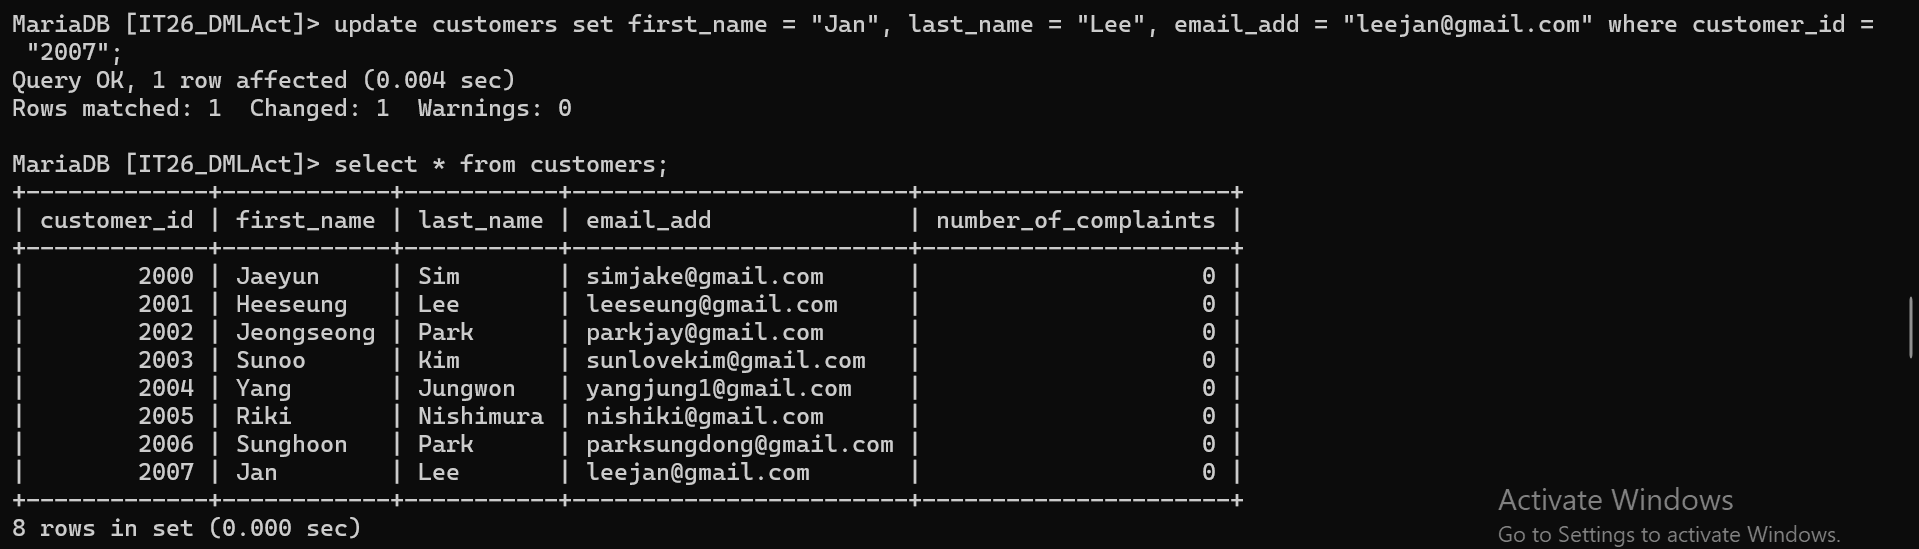 MariaDB [IT26_DMLAct]> update customers set first_name = "Jan", last_name = "Lee", email_add = "leejan@gmail.com" where customer_id =
 "2007";
Query OK, 1 row affected (0.004 sec)
Rows matched: 1  Changed: 1  Warnings: 0

MariaDB [IT26_DMLAct]> select * from customers;
+-------------+------------+-----------+------------------------+----------------------+
| customer_id | first_name | last_name | email_add              | number_of_complaints |
+-------------+------------+-----------+------------------------+----------------------+
|        2000 | Jaeyun     | Sim       | simjake@gmail.com      |                    0 |
|        2001 | Heeseung   | Lee       | leeseung@gmail.com     |                    0 |
|        2002 | Jeongseong | Park      | parkjay@gmail.com      |                    0 |
|        2003 | Sunoo      | Kim       | sunlovekim@gmail.com   |                    0 |
|        2004 | Yang       | Jungwon   | yangjung1@gmail.com    |                    0 |
|        2005 | Riki       | Nishimura | nishiki@gmail.com      |                    0 |
|        2006 | Sunghoon   | Park      | parksungdong@gmail.com |                    0 |
|        2007 | Jan        | Lee       | leejan@gmail.com       |                    0 |
+-------------+------------+-----------+------------------------+----------------------+
8 rows in set (0.000 sec)
Activate Windows
Go to Settings to activate Windows.